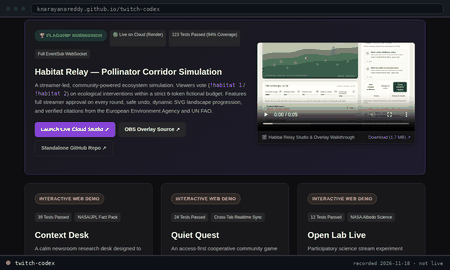 knarayanareddy.github.io/twitch-codex
FLAGSHIP SUBMISSION
Live on Cloud (Render)
123 Tests Passed (94% Coverage)
Full EventSub WebSocket
Habitat Relay — Pollinator Corridor Simulation
A streamer-led, community-powered ecosystem simulation. Viewers vote (!habitat 1/
!habitat 2) on ecological interventions within a strict 6-token fictional budget. Features
full streamer approval on every round, safe undo, dynamic SVG landscape progression,
and verified citations from the European Environment Agency and UN FAO.
Launch Live Cloud Studio ↗
OBS Overlay Source ↗
Standalone GitHub Repo ↗
0:00 / 0:09
Habitat Relay Studio & Overlay Walkthrough
Download (1.7 MB) ↗
INTERACTIVE WEB DEMO
39 Tests Passed
NASA/JPL Fact Pack
Context Desk
A calm newsroom research desk designed to
INTERACTIVE WEB DEMO
24 Tests Passed
Cross-Tab Realtime Sync
Quiet Quest
An access-first cooperative community game
INTERACTIVE WEB DEMO
12 Tests Passed
NASA Albedo Science
Open Lab Live
Participatory science stream experiment
twitch-codex
recorded 2026-11-18 · not live